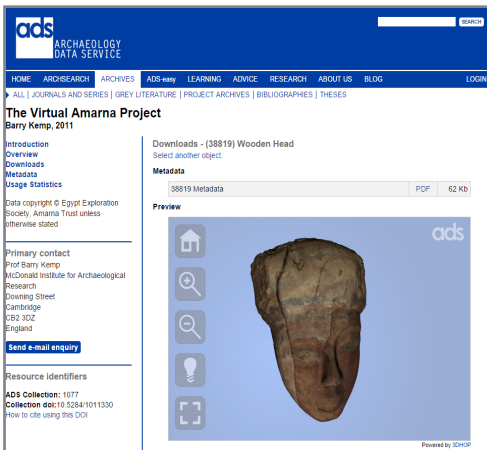 ads
ARCHAEOLOGY
DATA SERVICE
SEARCH
HOME ARCHSEARCH ARCHIVES ADS-easy LEARNING ADVICE RESEARCH ABOUT US BLOG LOGIN
ALL | JOURNALS AND SERIES | GREY LITERATURE | PROJECT ARCHIVES | BIBLIOGRAPHIES | THESES
The Virtual Amarna Project
Barry Kemp, 2011
Introduction
Overview
Downloads
Metadata
Usage Statistics
Data copyright © Egypt Exploration
Society, Amarna Trust unless
otherwise stated
Primary contact
Prof Barry Kemp
McDonald Institute for Archaeological
Research
Downing Street
Cambridge
CB2 3DZ
England
Send e-mail enquiry
Resource identifiers
ADS Collection: 1077
Collection doi:10.5284/1011330
How to cite using this DOI
Downloads - (38819) Wooden Head
Select another object
Metadata
38819 Metadata PDF 62 Kb
Preview
ads
Powered by 3DHOP